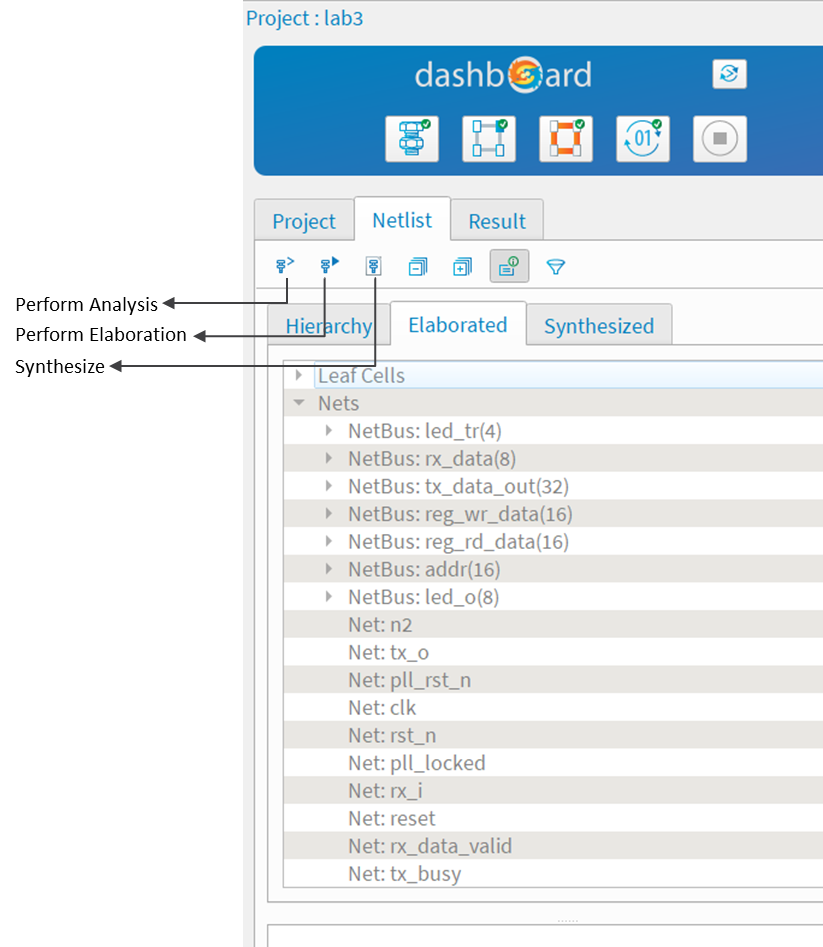 Project : lab3
dashboard
01
Project Netlist Result
Perform Analysis
Perform Elaboration
Synthesize
Hierarchy Elaborated Synthesized
Leaf Cells
Nets
NetBus: led_tr(4)
NetBus: rx_data(8)
NetBus: tx_data_out(32)
NetBus: reg_wr_data(16)
NetBus: reg_rd_data(16)
NetBus: addr(16)
NetBus: led_o(8)
Net: n2
Net: tx_o
Net: pll_rst_n
Net: clk
Net: rst_n
Net: pll_locked
Net: rx_i
Net: reset
Net: rx_data_valid
Net: tx_busy